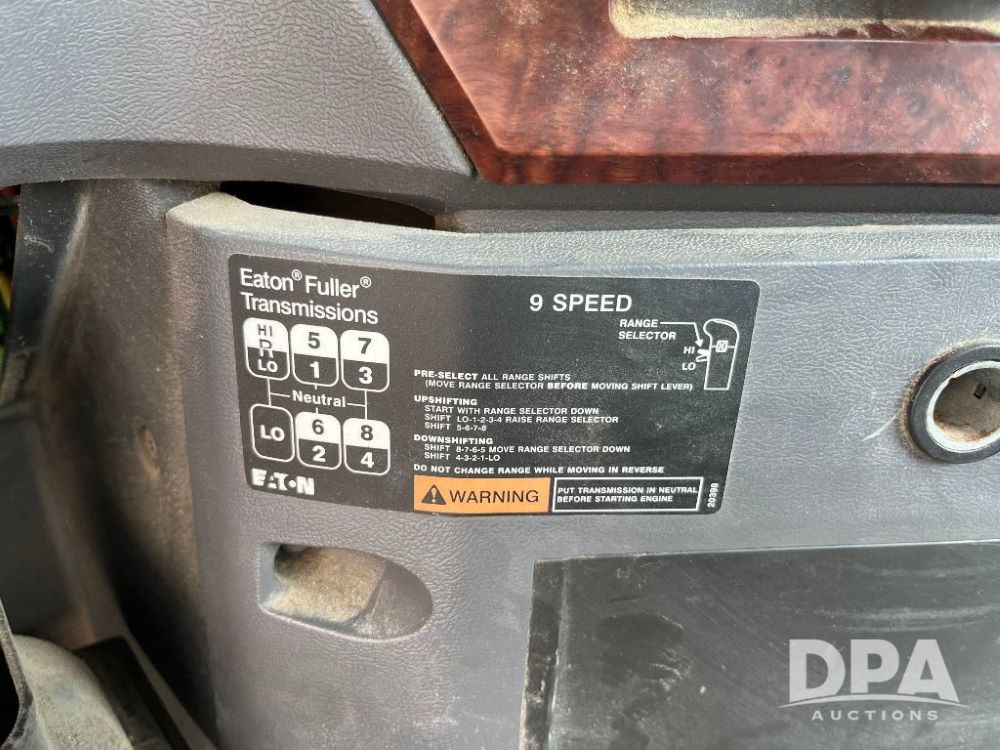 Eaton® Fuller®
Transmissions
9 SPEED
HI
R
LO
5
1
7
3
Neutral
LO
6
2
8
4
EATON
RANGE
SELECTOR
HI
LO
PRE-SELECT ALL RANGE SHIFTS
(MOVE RANGE SELECTOR BEFORE MOVING SHIFT LEVER)
UPSHIFTING
START WITH RANGE SELECTOR DOWN
SHIFT LO-1-2-3-4 RAISE RANGE SELECTOR
SHIFT 5-6-7-8
DOWNSHIFTING
SHIFT 8-7-6-5 MOVE RANGE SELECTOR DOWN
SHIFT 4-3-2-1-LO
DO NOT CHANGE RANGE WHILE MOVING IN REVERSE
WARNING
PUT TRANSMISSION IN NEUTRAL
BEFORE STARTING ENGINE
20398
DPA
AUCTIONS